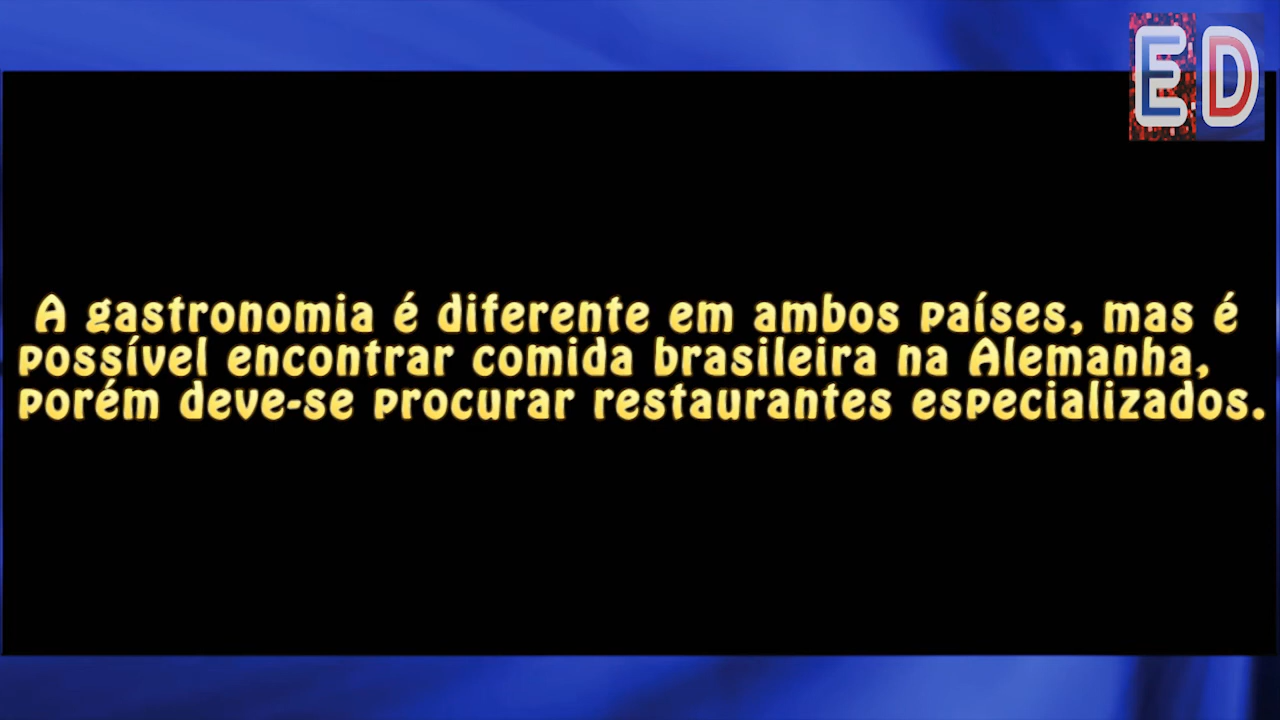 ED
A gastronomia é diferente em ambos países, mas é
possível encontrar comida brasileira na Alemanha,
porém deve-se procurar restaurantes especializados.